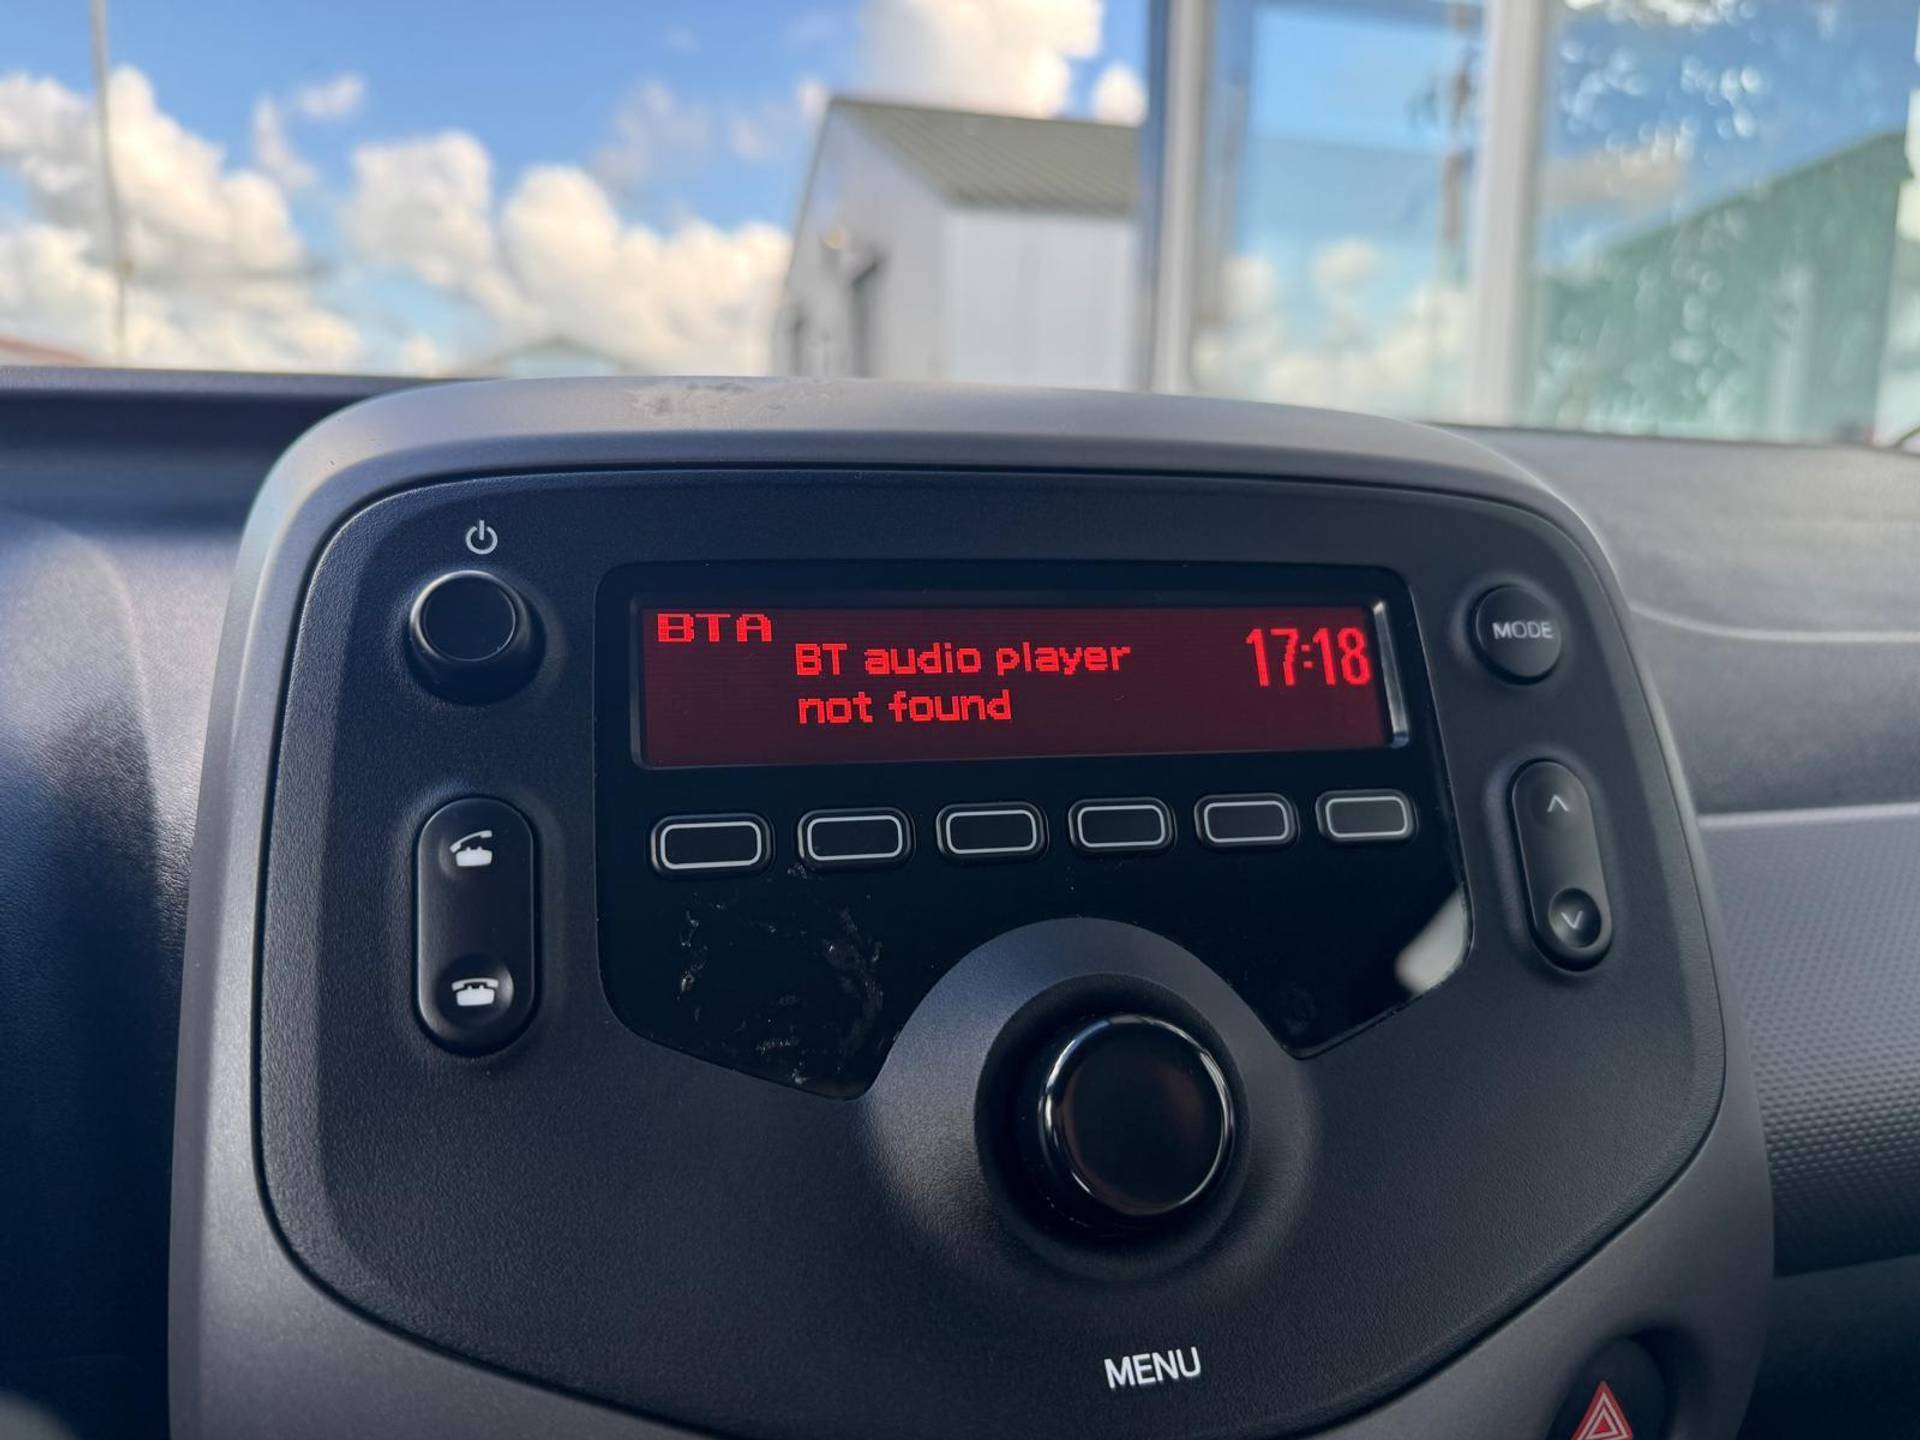 BTA
BT audio player
not found
17:18
MODE
MENU